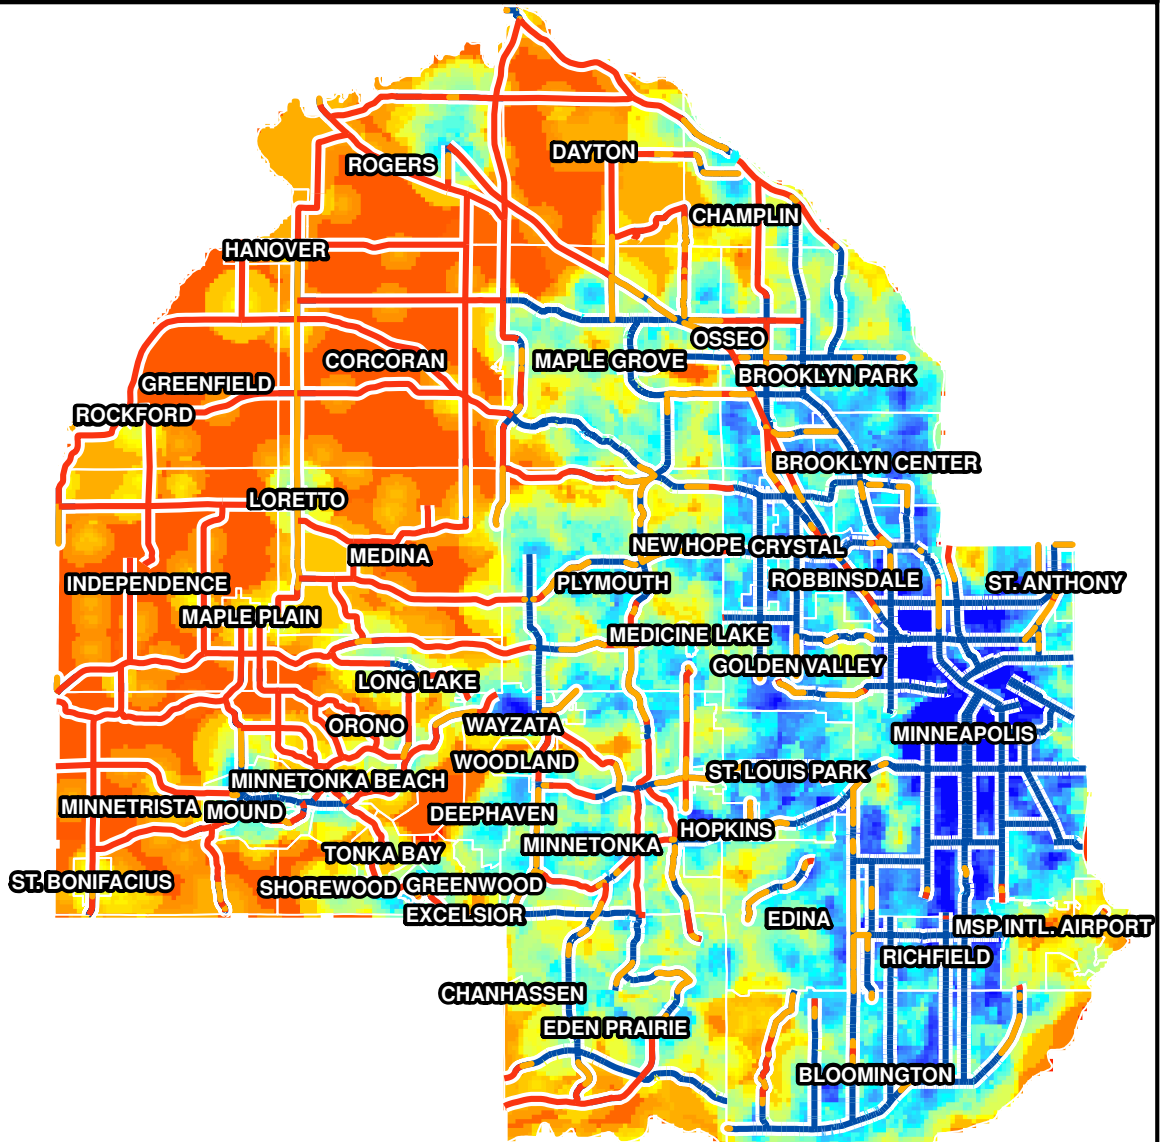 DAYTON
ROGERS
CHAMPLIN
HANOVER
OSSEO
CORCORAN
MAPLE GROVE
BROOKLYN PARK
GREENFIELD
ROCKFORD
BROOKLYN CENTER
LORETTO
NEW HOPE
CRYSTAL
MEDINA
INDEPENDENCE
PLYMOUTH
ROBBINSDALE
ST. ANTHONY
MAPLE PLAIN
MEDICINE LAKE
GOLDEN VALLEY
LONG LAKE
ORONO
WAYZATA
MINNEAPOLIS
WOODLAND
ST. LOUIS PARK
MINNETONKA BEACH
MINNETRISTA
MOUND
DEEPHAVEN
HOPKINS
MINNETONKA
TONKA BAY
ST. BONIFACIUS
SHOREWOOD
GREENWOOD
EXCELSIOR
EDINA
MSP INTL. AIRPORT
RICHFIELD
CHANHASSEN
EDEN PRAIRIE
BLOOMINGTON